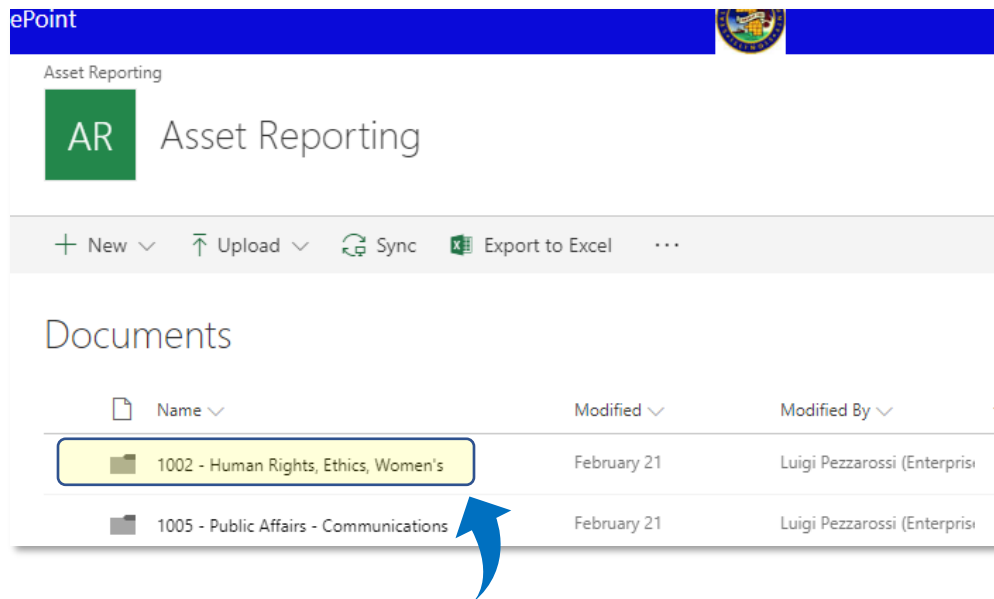 ePoint
Asset Reporting
AR Asset Reporting
New Upload Sync Export to Excel ...
Documents
Name Modified Modified By
1002 - Human Rights, Ethics, Women's February 21 Luigi Pezzarossi (Enterpris
1005 - Public Affairs - Communications February 21 Luigi Pezzarossi (Enterpris